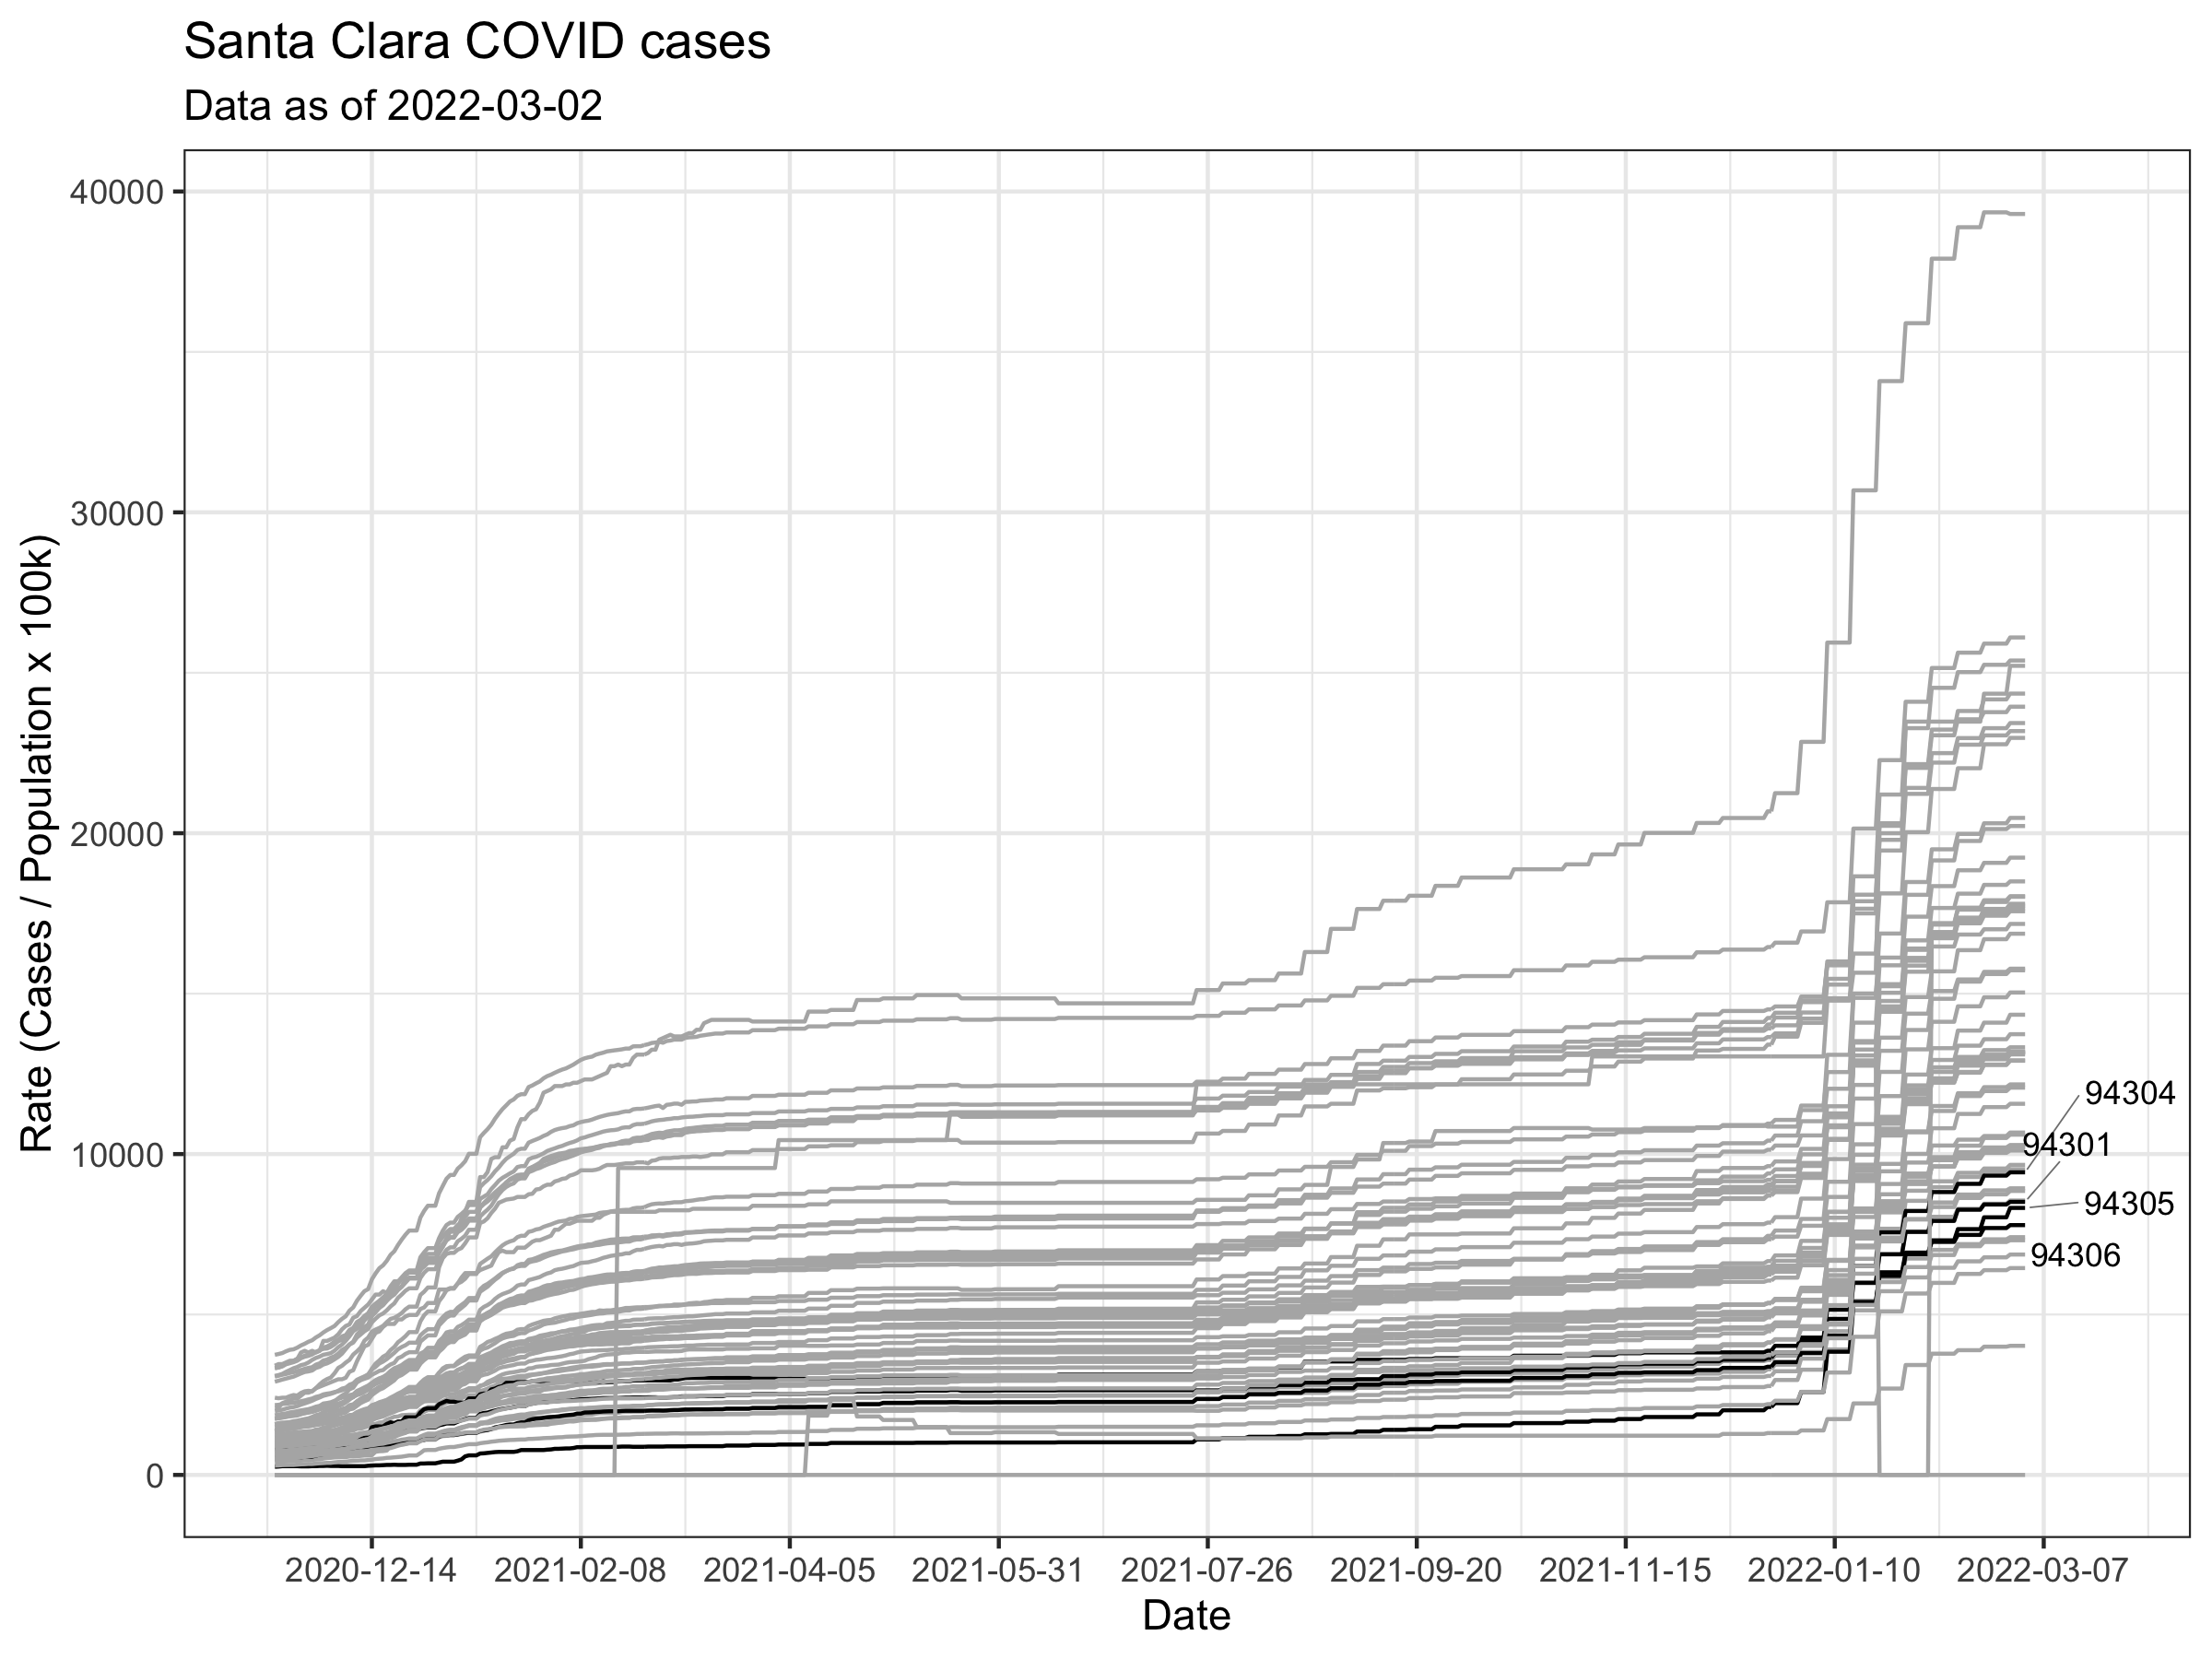 Santa Clara COVID cases
Data as of 2022-03-02
Rate (Cases / Population x 100k)
40000
30000
20000
10000
0
94304
94301
94305
94306
2020-12-14 2021-02-08 2021-04-05 2021-05-31 2021-07-26 2021-09-20 2021-11-15 2022-01-10 2022-03-07
Date